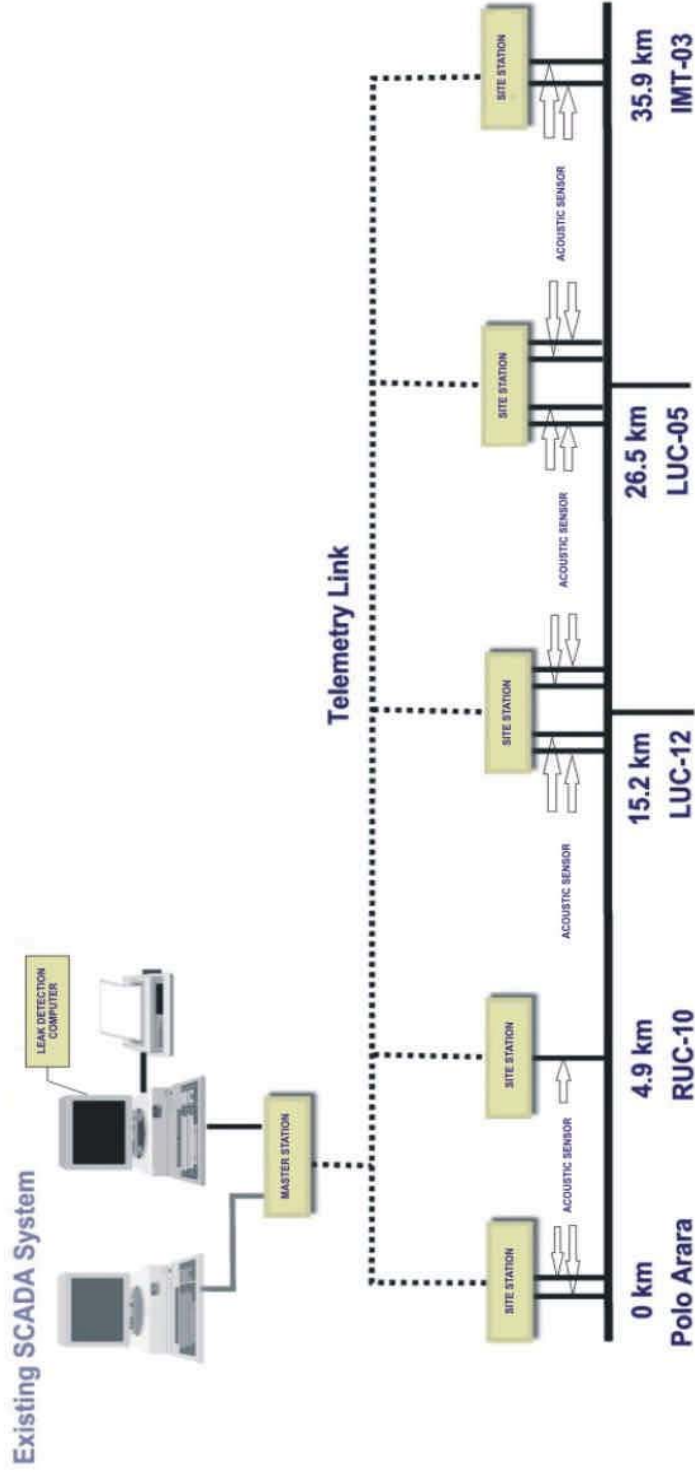 Existing SCADA System
LEAK DETECTION
COMPUTER
MASTER STATION
Telemetry Link
SITE STATION
SITE STATION
SITE STATION
SITE STATION
SITE STATION
ACOUSTIC SENSOR
ACOUSTIC SENSOR
ACOUSTIC SENSOR
ACOUSTIC SENSOR
0 km
Polo Arara
4.9 km
RUC-10
15.2 km
LUC-12
26.5 km
LUC-05
35.9 km
IMT-03